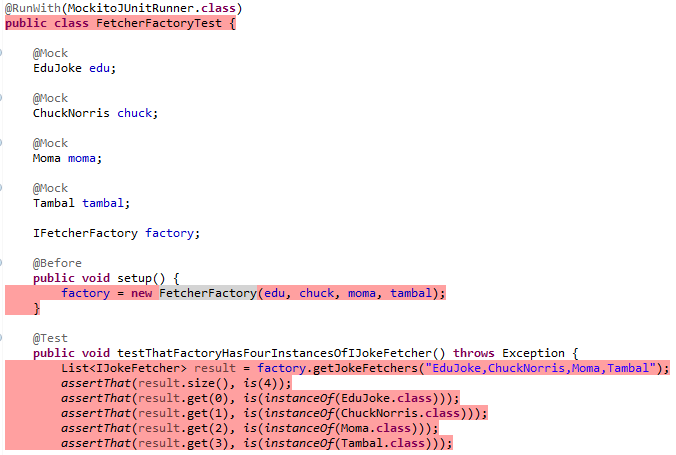 @RunWith(MockitoJUnitRunner.class)
public class FetcherFactoryTest {
@Mock
EduJoke edu;
@Mock
ChuckNorris chuck;
@Mock
Moma moma;
@Mock
Tambal tambal;
IFetcherFactory factory;
@Before
public void setup() {
factory = new FetcherFactory(edu, chuck, moma, tambal);
}
@Test
public void testThatFactoryHasFourInstancesOfIJokeFetcher() throws Exception {
List<IJokeFetcher> result = factory.getJokeFetchers("EduJoke,ChuckNorris,Moma,Tambal");
assertThat(result.size(), is(4));
assertThat(result.get(0), is(instanceOf(EduJoke.class)));
assertThat(result.get(1), is(instanceOf(ChuckNorris.class)));
assertThat(result.get(2), is(instanceOf(Moma.class)));
assertThat(result.get(3), is(instanceOf(Tambal.class)));